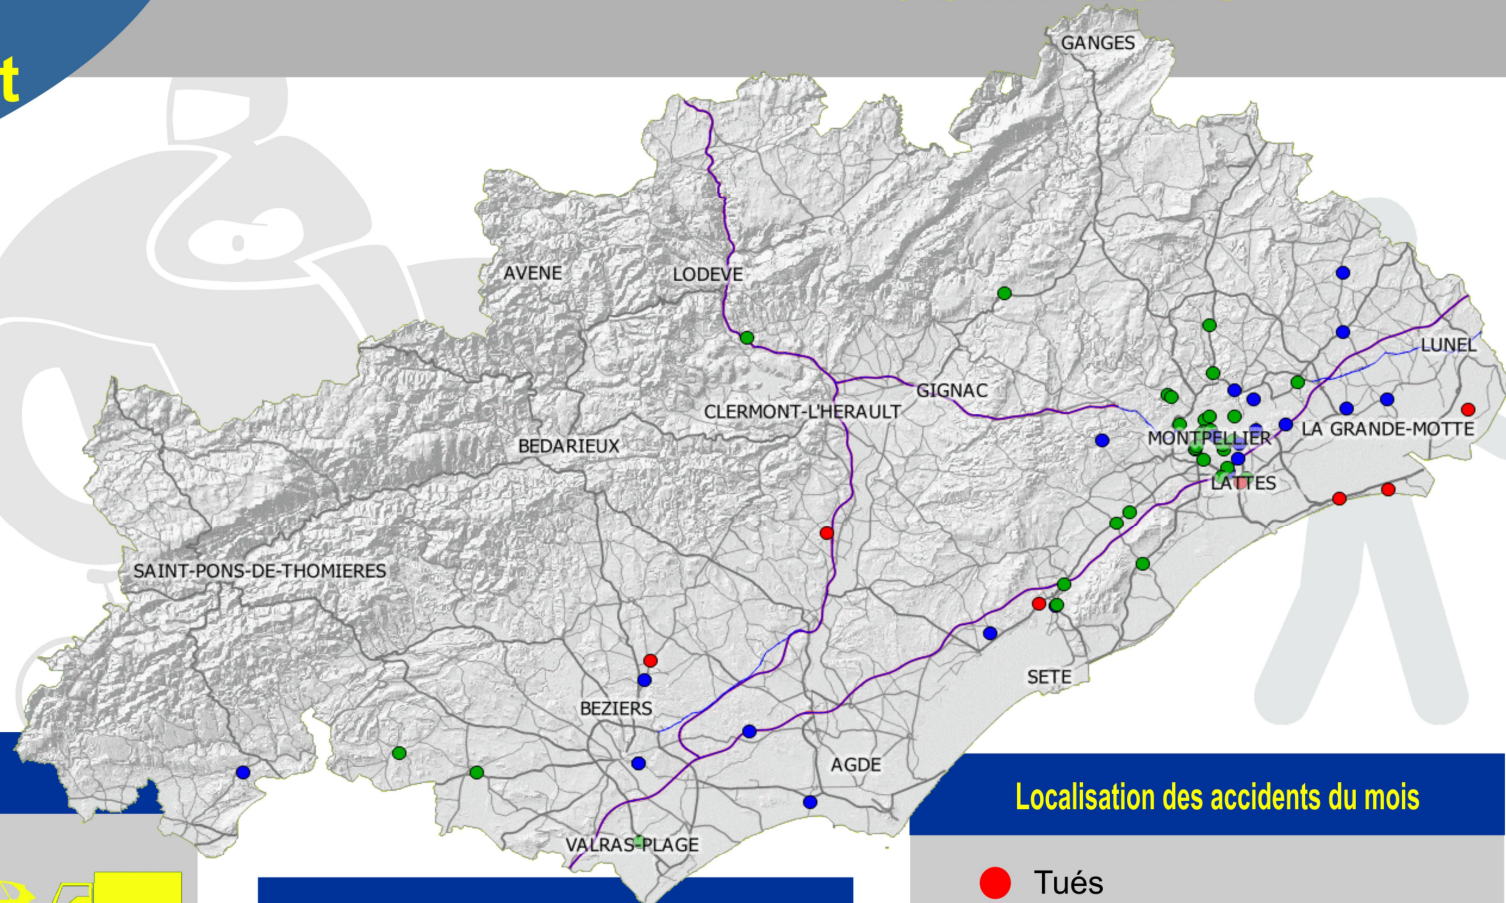 t
GANGES
AVENE
LODEVE
LUNEL
GIGNAC
CLERMONT-L'HERAULT
LA GRANDE-MOTTE
MONTPELLIER
BEDARIEUX
LATTES
SAINT-PONS-DE-THOMIERES
SETE
BEZIERS
AGDE
Localisation des accidents du mois
VALRAS-PLAGE
Tués